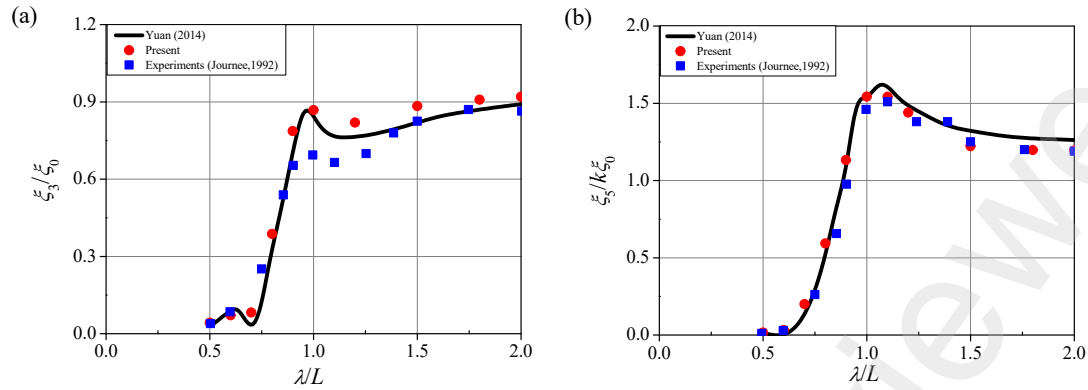 (a)
1.2
0.9
0.6
0.3
0.0
ξ₃/ξ₀
Yuan (2014)
Present
Experiments (Journee,1992)
0.0 0.5 1.0 1.5 2.0
λ/L
(b)
2.0
1.5
1.0
0.5
0.0
ξ₅/kξ₀
Yuan (2014)
Present
Experiments (Journee,1992)
0.0 0.5 1.0 1.5 2.0
λ/L
iewe